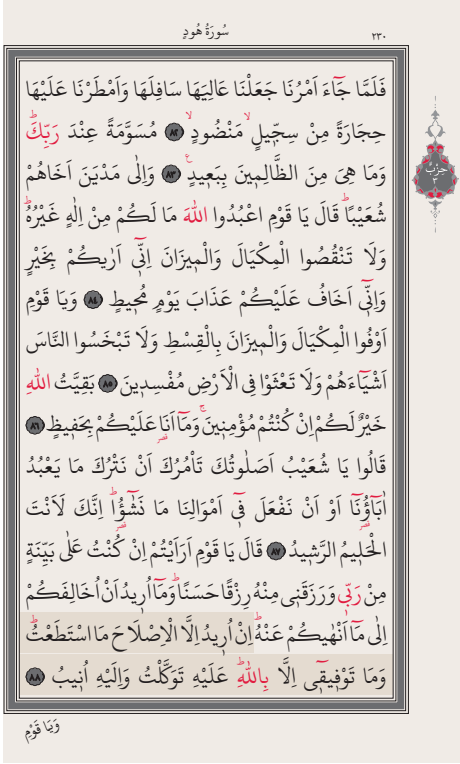 سُورَةُ هُودٍ
٢٣٠
فَلَمَّا جَٓاءَ اَمْرُنَا جَعَلْنَا عَالِيَهَا سَافِلَهَا وَاَمْطَرْنَا عَلَيْهَا
حِجَارَةً مِنْ سِجّ۪يلٍۙ مَنْضُودٍۙ ﴿٨٢﴾ مُسَوَّمَةً عِنْدَ رَبِّكَۜ
وَمَا هِيَ مِنَ الظَّالِم۪ينَ بِبَع۪يدٍ۟ ﴿٨٣﴾ وَاِلٰى مَدْيَنَ اَخَاهُمْ
شُعَيْبًاۜ قَالَ يَا قَوْمِ اعْبُدُوا اللّٰهَ مَا لَكُمْ مِنْ اِلٰهٍ غَيْرُهُۜ
وَلَا تَنْقُصُوا الْمِكْيَالَ وَالْم۪يزَانَ اِنّ۪ٓي اَرٰيكُمْ بِخَيْرٍ
وَاِنّ۪ٓي اَخَافُ عَلَيْكُمْ عَذَابَ يَوْمٍ مُح۪يطٍ ﴿٨٤﴾ وَيَا قَوْمِ
اَوْفُوا الْمِكْيَالَ وَالْم۪يزَانَ بِالْقِسْطِ وَلَا تَبْخَسُوا النَّاسَ
اَشْيَٓاءَهُمْ وَلَا تَعْثَوْا فِي الْاَرْضِ مُفْسِد۪ينَ ﴿٨٥﴾ بَقِيَّتُ اللّٰهِ
خَيْرٌ لَكُمْ اِنْ كُنْتُمْ مُؤْمِن۪ينَۚ وَمَٓا اَنَا۬ عَلَيْكُمْ بِحَف۪يظٍ ﴿٨٦﴾
قَالُوا يَا شُعَيْبُ اَصَلٰوتُكَ تَأْمُرُكَ اَنْ نَتْرُكَ مَا يَعْبُدُ
اٰبَٓاؤُ۬نَٓا اَوْ اَنْ نَفْعَلَ ف۪ٓي اَمْوَالِنَا مَا نَشٰٓؤُ۬اۜ اِنَّكَ لَاَنْتَ
الْحَل۪يمُ الرَّش۪يدُ ﴿٨٧﴾ قَالَ يَا قَوْمِ اَرَاَيْتُمْ اِنْ كُنْتُ عَلٰى بَيِّنَةٍ
مِنْ رَبّ۪ي وَرَزَقَن۪ي مِنْهُ رِزْقًا حَسَنًاۜ وَمَٓا اُر۪يدُ اَنْ اُخَالِفَكُمْ
اِلٰى مَٓا اَنْهٰيكُمْ عَنْهُۜ اِنْ اُر۪يدُ اِلَّا الْاِصْلَاحَ مَا اسْتَطَعْتُۜ
وَمَا تَوْف۪يق۪ٓي اِلَّا بِاللّٰهِۜ عَلَيْهِ تَوَكَّلْتُ وَاِلَيْهِ اُن۪يبُ ﴿٨٨﴾
حزب
وَيَا قَوْمِ